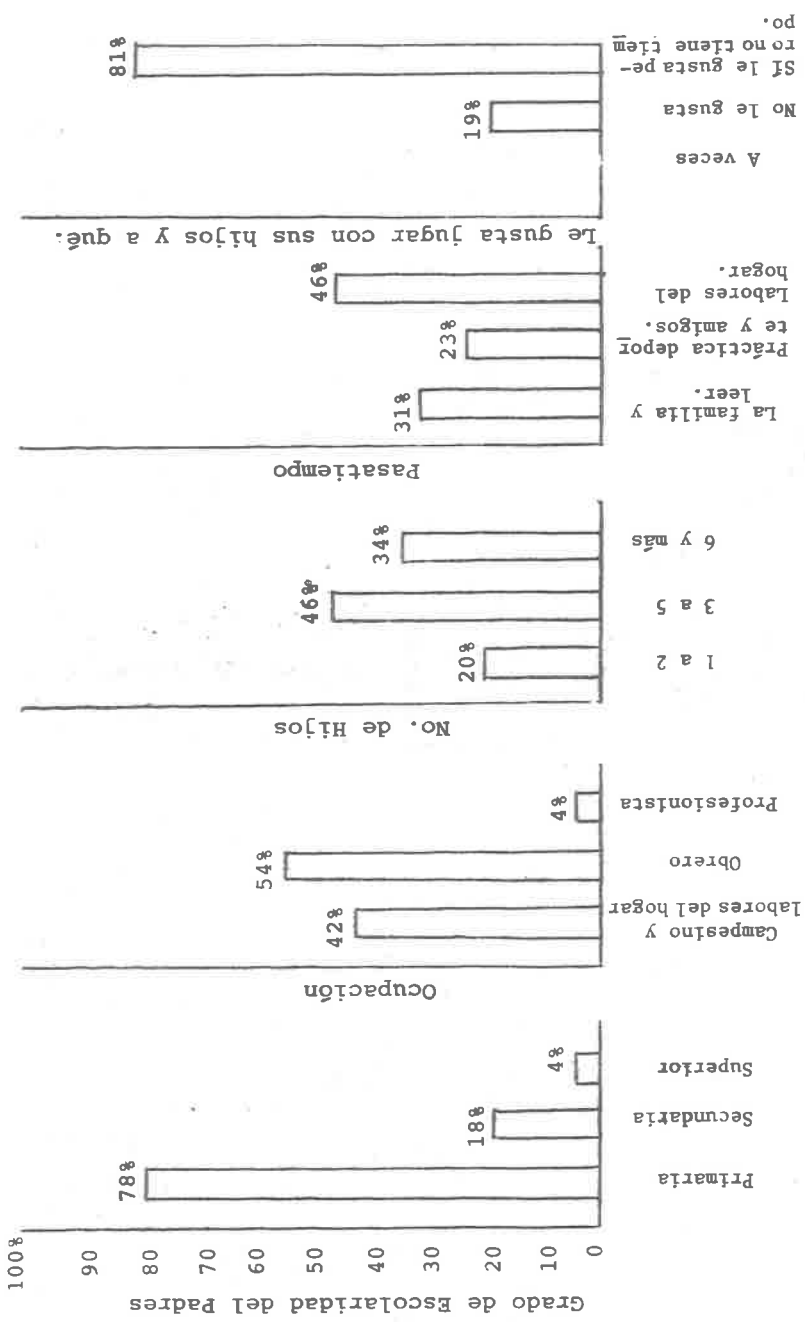 Grado de Escolaridad del Padres
0
10
20
30
40
50
60
70
80
90
100%
Primaria
78%
Secundaria
18%
Superior
4%
Ocupación
Campesino y
labores del hogar
42%
Obrero
54%
Profesionista
4%
No. de Hijos
1 a 2
20%
3 a 5
46%
6 y más
34%
Pasatiempo
La familia y
leer.
31%
Práctica depor
te y amigos.
23%
Labores del
hogar.
46%
Le gusta jugar con sus hijos y a qué.
A veces
No le gusta
19%
Sí le gusta pe-
ro no tiene tiem
po.
81%